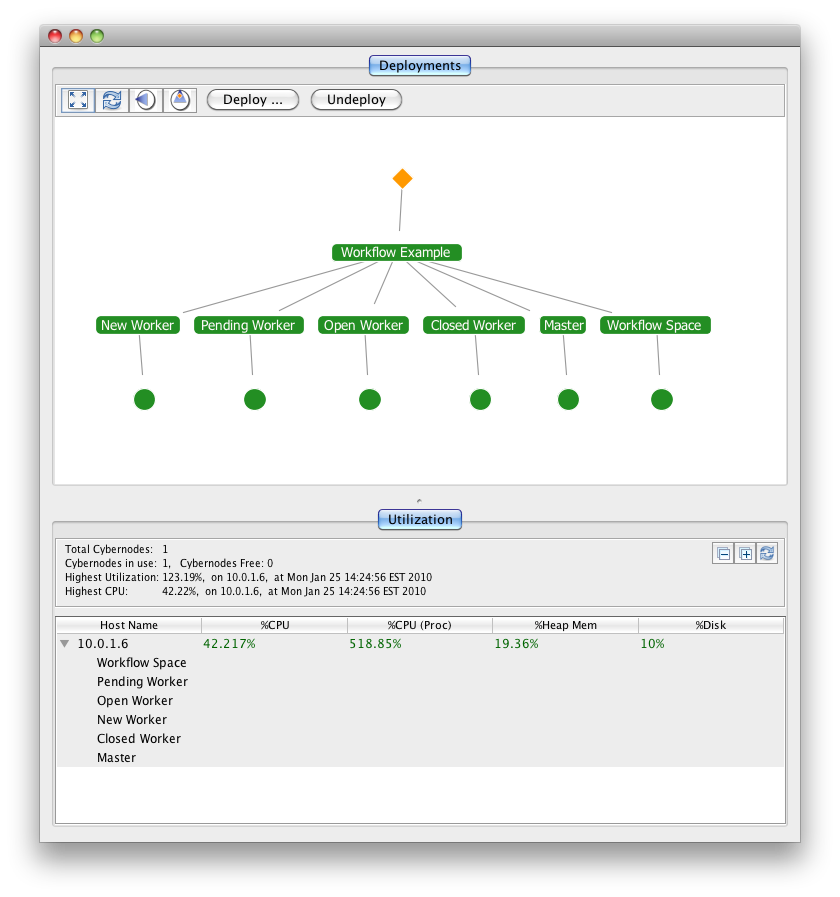 Deployments
Deploy ... Undeploy
Workflow Example
New Worker Pending Worker Open Worker Closed Worker Master Workflow Space
Utilization
Total Cybernodes: 1
Cybernodes in use: 1, Cybernodes Free: 0
Highest Utilization: 123.19%, on 10.0.1.6, at Mon Jan 25 14:24:56 EST 2010
Highest CPU: 42.22%, on 10.0.1.6, at Mon Jan 25 14:24:56 EST 2010
Host Name %CPU %CPU (Proc) %Heap Mem %Disk
10.0.1.6 42.217% 518.85% 19.36% 10%
Workflow Space
Pending Worker
Open Worker
New Worker
Closed Worker
Master